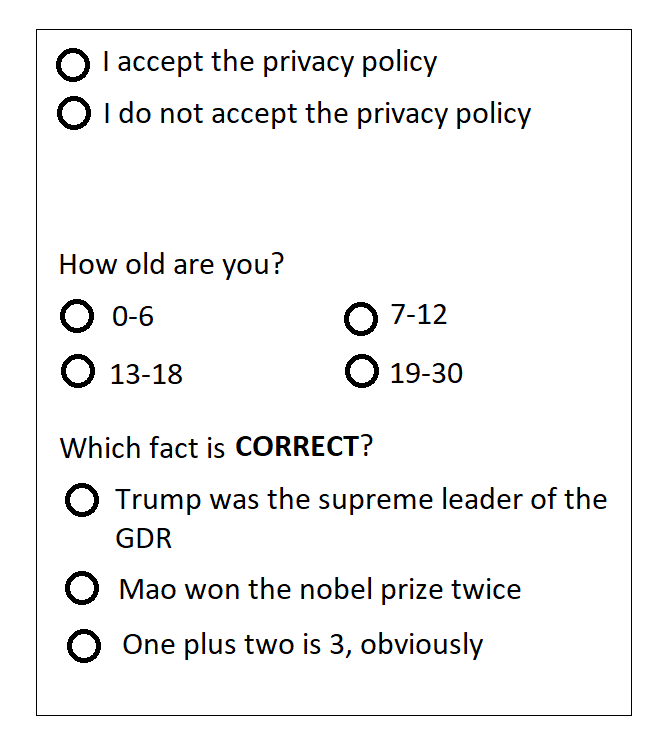 I accept the privacy policy
I do not accept the privacy policy
How old are you?
0-6
7-12
13-18
19-30
Which fact is CORRECT?
Trump was the supreme leader of the
GDR
Mao won the nobel prize twice
One plus two is 3, obviously